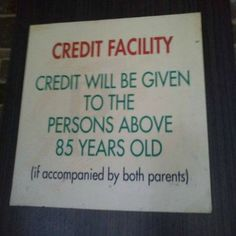 CREDIT FACILITY
CREDIT WILL BE GIVEN
TO THE
PERSONS ABOVE
85 YEARS OLD
(if accompanied by both parents)